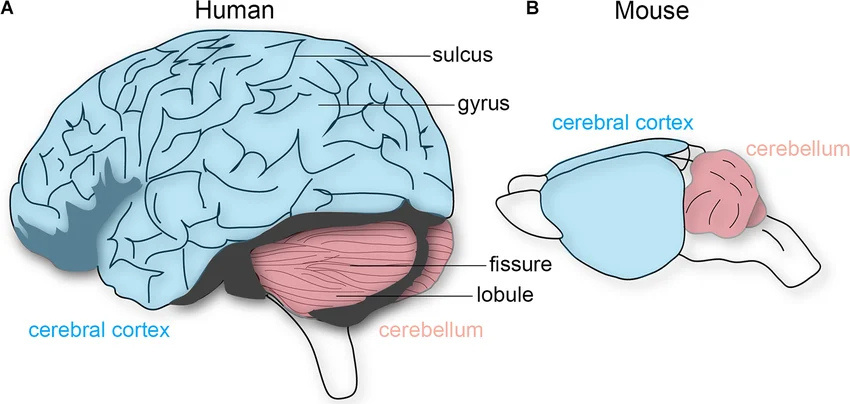 A
Human
B
Mouse
sulcus
gyrus
cerebral cortex
cerebellum
fissure
lobule
cerebral cortex
cerebellum